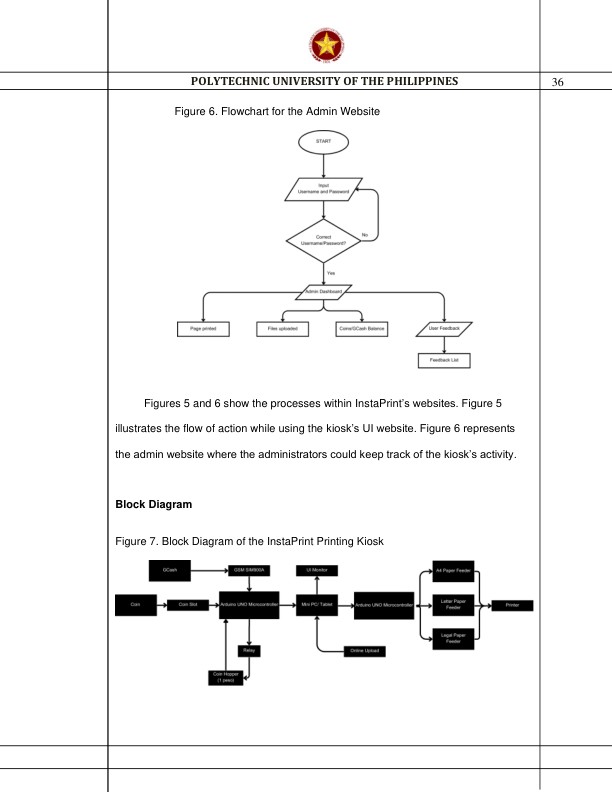 POLYTECHNIC UNIVERSITY OF THE PHILIPPINES
36
Figure 6. Flowchart for the Admin Website
START
Input
Username and Password
Correct
Username/Password?
No
Yes
Admin Dashboard
Page printed
Files uploaded
Coins/GCash Balance
User Feedback
Feedback List
Figures 5 and 6 show the processes within InstaPrint's websites. Figure 5
illustrates the flow of action while using the kiosk's UI website. Figure 6 represents
the admin website where the administrators could keep track of the kiosk's activity.
Block Diagram
Figure 7. Block Diagram of the InstaPrint Printing Kiosk
GCash
GSM SIM800A
UI Monitor
A4 Paper Feeder
Coin
Coin Slot
Arduino UNO Microcontroller
Mini PC/ Tablet
Arduino UNO Microcontroller
Letter Paper
Feeder
Printer
Legal Paper
Feeder
Relay
Online Upload
Coin Hopper
(1 peso)